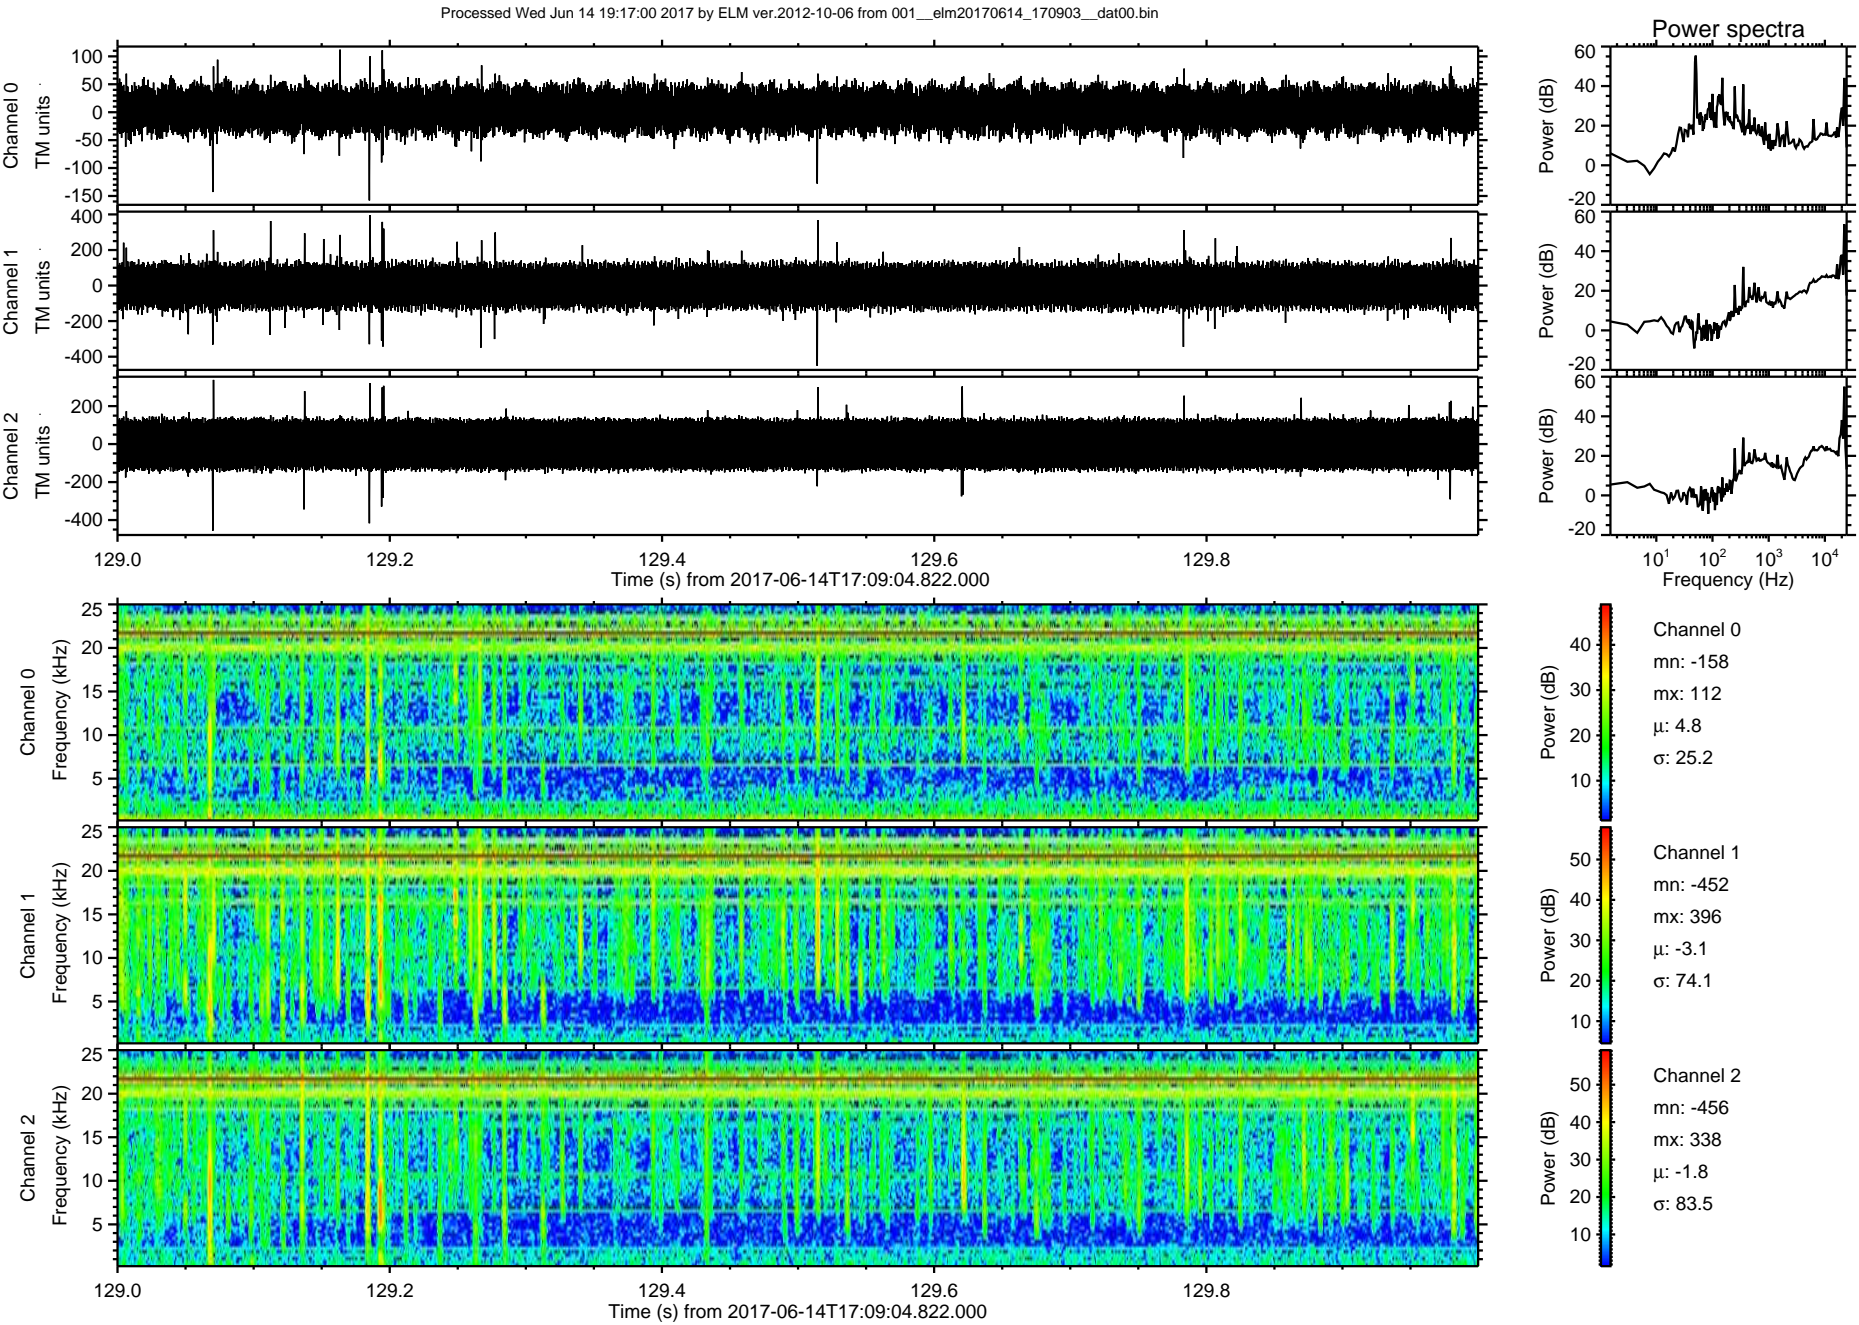 Processed Wed Jun 14 19:17:00 2017 by ELM ver.2012-10-06 from 001__elm20170614_170903__dat00.bin
Power spectra
Channel 0
TM units
100
50
0
-50
-100
-150
Power (dB)
60
40
20
0
-20
Channel 1
TM units
400
200
0
-200
-400
Power (dB)
60
40
20
0
-20
Channel 2
TM units
200
0
-200
-400
Power (dB)
60
40
20
0
-20
129.0 129.2 129.4 129.6 129.8
Time (s) from 2017-06-14T17:09:04.822.000
10^1 10^2 10^3 10^4
Frequency (Hz)
Channel 0
Frequency (kHz)
25
20
15
10
5
Power (dB)
40
30
20
10
Channel 0
mn: -158
mx: 112
μ: 4.8
σ: 25.2
Channel 1
Frequency (kHz)
25
20
15
10
5
Power (dB)
50
40
30
20
10
Channel 1
mn: -452
mx: 396
μ: -3.1
σ: 74.1
Channel 2
Frequency (kHz)
25
20
15
10
5
Power (dB)
50
40
30
20
10
Channel 2
mn: -456
mx: 338
μ: -1.8
σ: 83.5
129.0 129.2 129.4 129.6 129.8
Time (s) from 2017-06-14T17:09:04.822.000